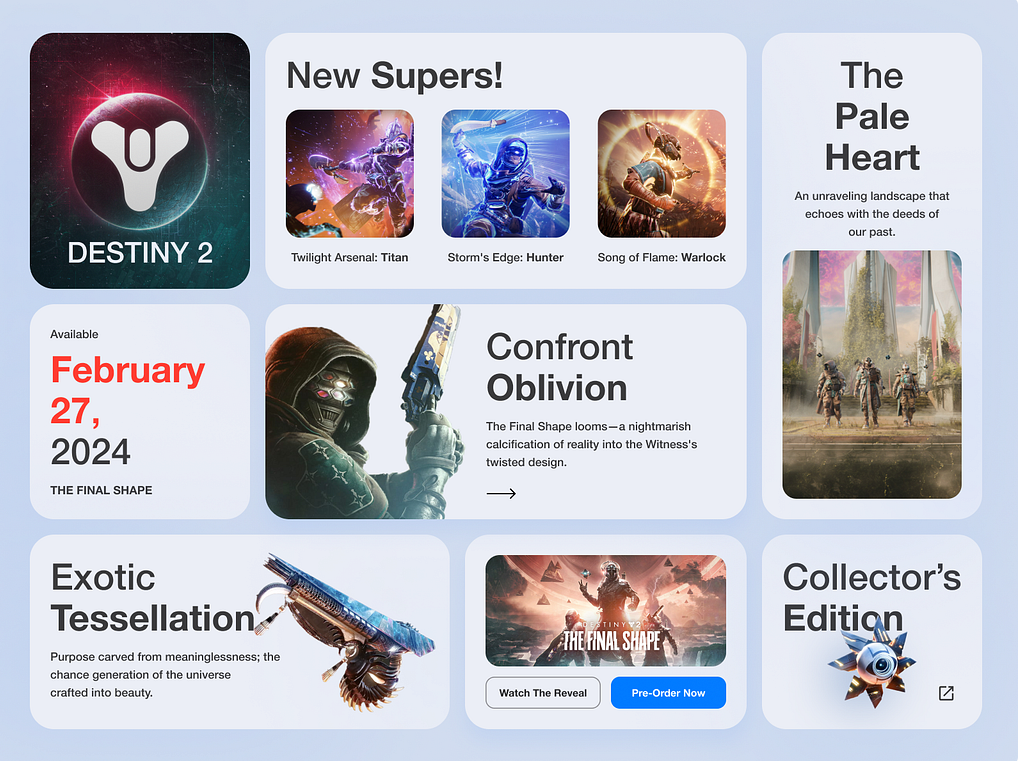 DESTINY 2
New Supers!
Twilight Arsenal: Titan
Storm's Edge: Hunter
Song of Flame: Warlock
The
Pale
Heart
An unraveling landscape that
echoes with the deeds of
our past.
Available
February
27,
2024
THE FINAL SHAPE
Confront
Oblivion
The Final Shape looms—a nightmarish
calcification of reality into the Witness's
twisted design.
Exotic
Tessellation
Purpose carved from meaninglessness; the
chance generation of the universe
crafted into beauty.
DESTINY 2
THE FINAL SHAPE
Watch The Reveal
Pre-Order Now
Collector’s
Edition